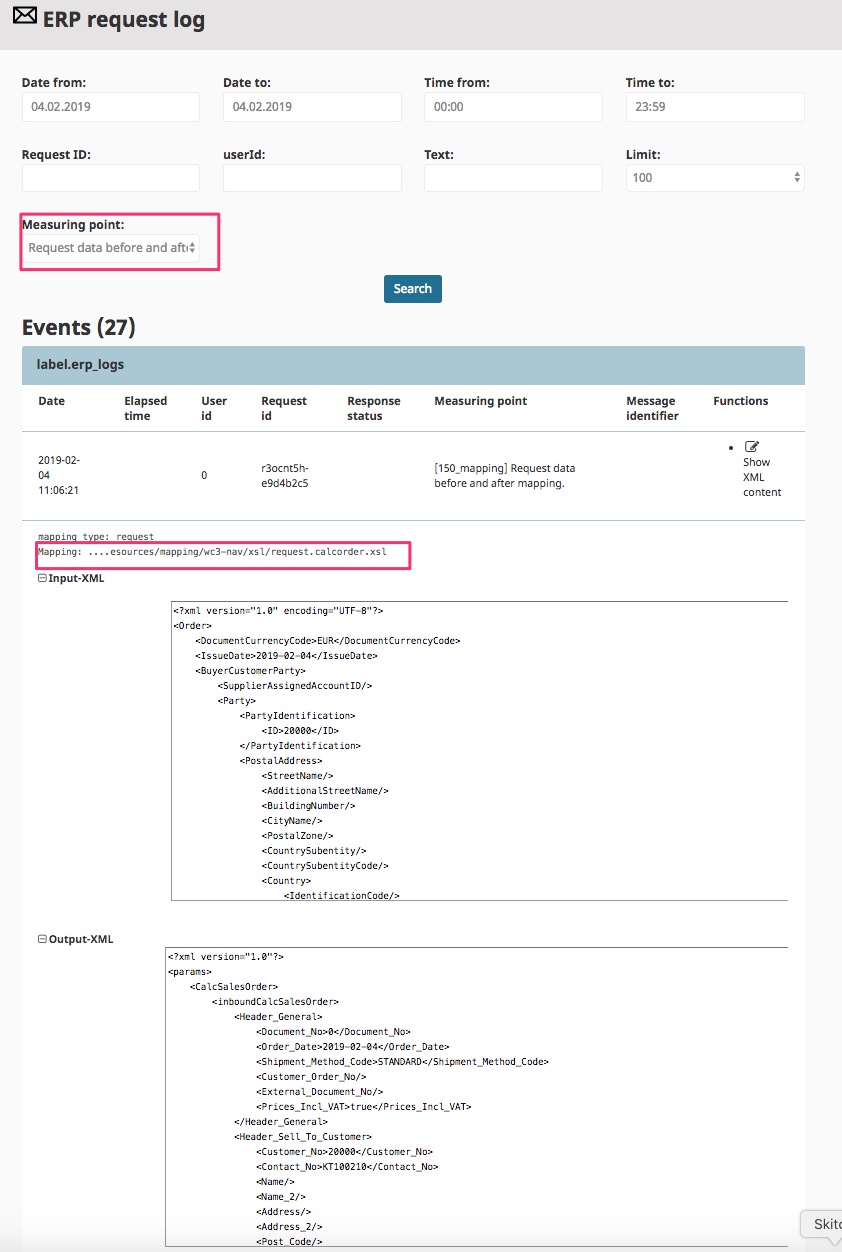 ERP request log
Date from: Date to: Time from: Time to:
04.02.2019 04.02.2019 00:00 23:59
Request ID: userId: Text: Limit:
100
Measuring point:
Request data before and
Search
Events (27)
label.erp_logs
Date Elapsed time User id Request id Response status Measuring point Message identifier Functions
2019-02-
04
11:06:21
0
r3ocnt5h-
e9d4b2c5
[150_mapping] Request data
before and after mapping.
Show
XML
content
mapping type: request
Mapping: ....esources/mapping/wc3-nav/xsl/request.calcorder.xsl
Input-XML
<?xml version="1.0" encoding="UTF-8"?>
<Order>
<DocumentCurrencyCode>EUR</DocumentCurrencyCode>
<IssueDate>2019-02-04</IssueDate>
<BuyerCustomerParty>
<SupplierAssignedAccountID/>
<Party>
<PartyIdentification>
<ID>20000</ID>
</PartyIdentification>
<PostalAddress>
<StreetName/>
<AdditionalStreetName/>
<BuildingNumber/>
<CityName/>
<PostalZone/>
<CountrySubentity/>
<CountrySubentityCode/>
<Country>
<IdentificationCode/>
Output-XML
<?xml version="1.0"?>
<params>
<CalcSalesOrder>
<inboundCalcSalesOrder>
<Header_General>
<Document_No>0</Document_No>
<Order_Date>2019-02-04</Order_Date>
<Shipment_Method_Code>STANDARD</Shipment_Method_Code>
<Customer_Order_No/>
<External_Document_No/>
<Prices_Incl_VAT>true</Prices_Incl_VAT>
</Header_General>
<Header_Sell_To_Customer>
<Customer_No>20000</Customer_No>
<Contact_No>KT100210</Contact_No>
<Name/>
<Name_2/>
<Address/>
<Address_2/>
<Post_Code/>